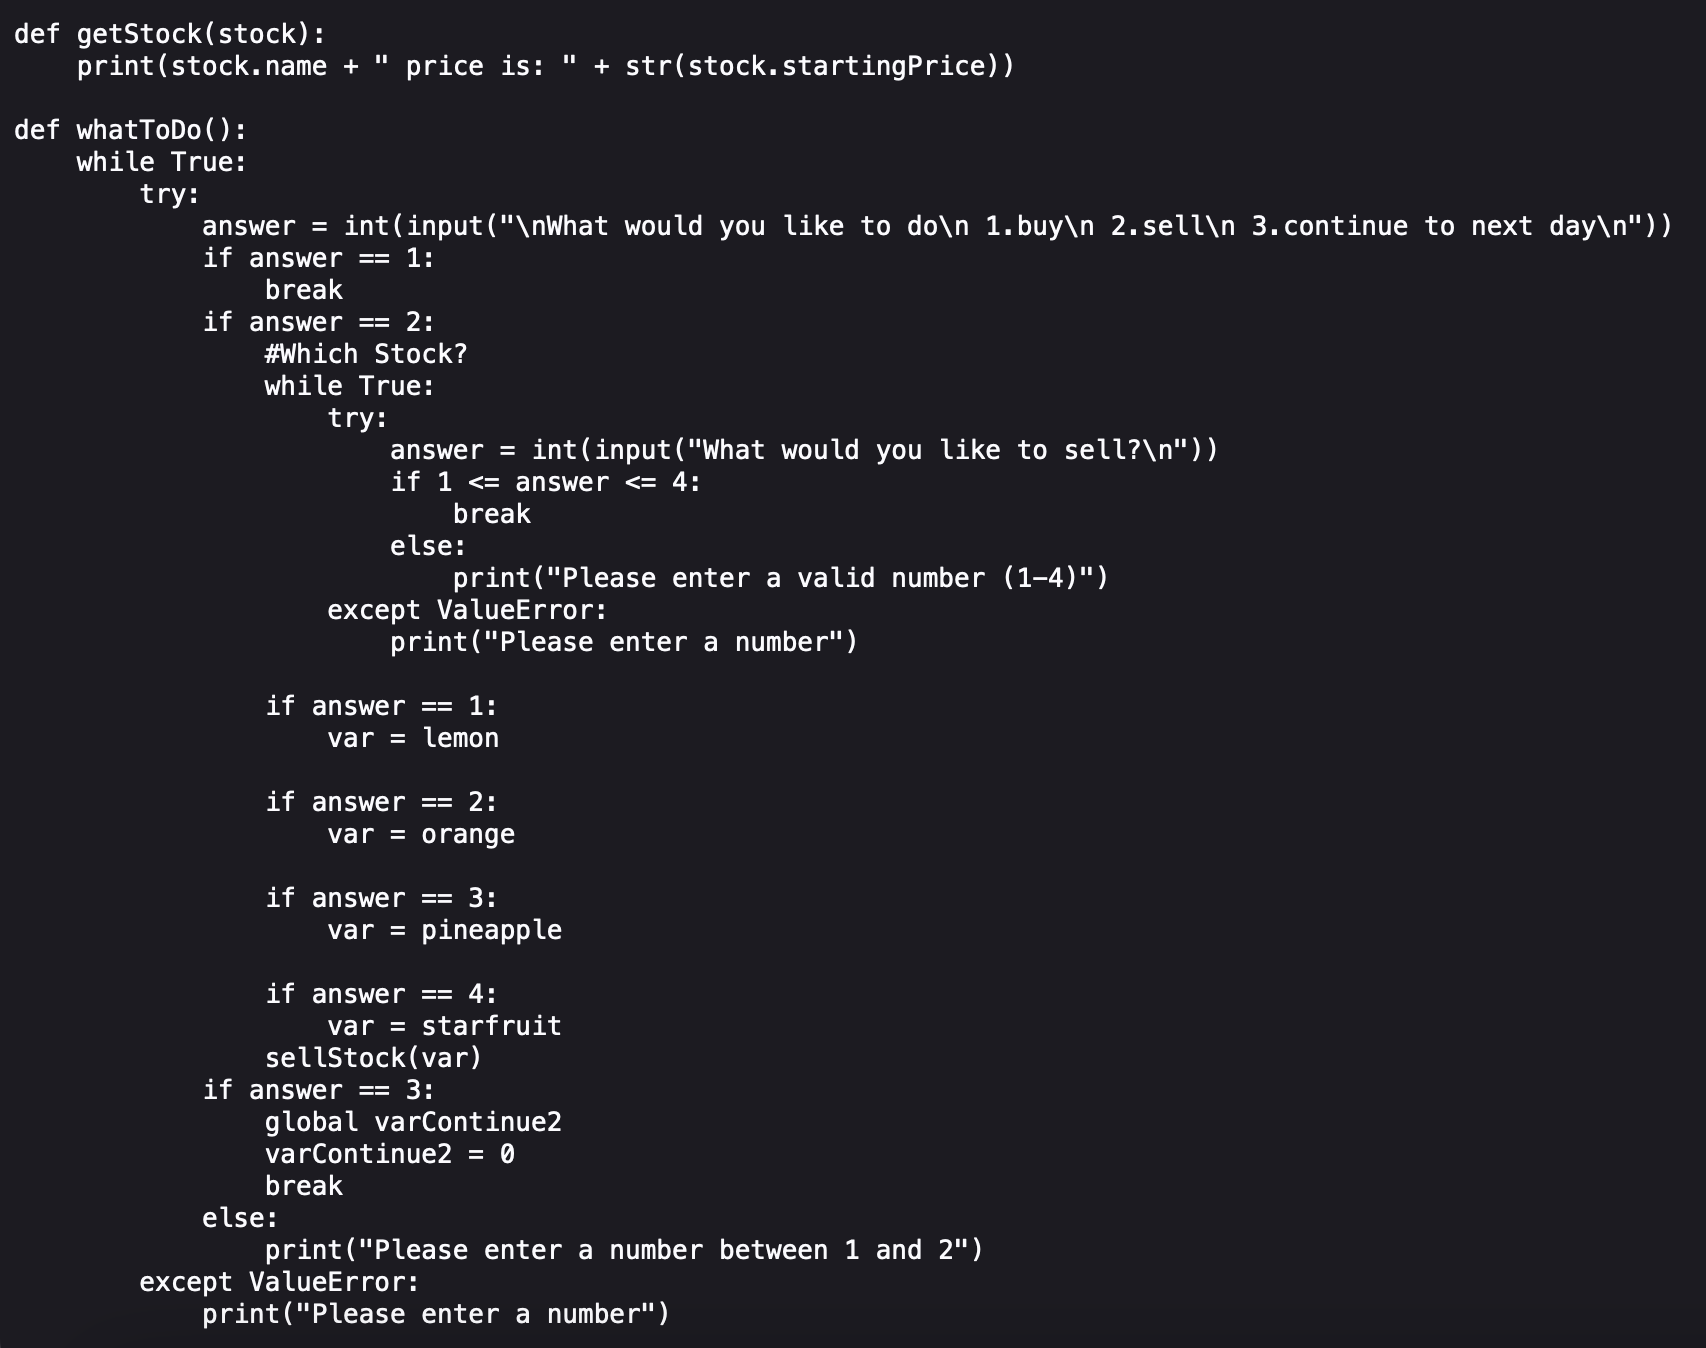 def getStock(stock):
    print(stock.name + " price is: " + str(stock.startingPrice))

def whatToDo():
    while True:
        try:
            answer = int(input("\nWhat would you like to do\n 1.buy\n 2.sell\n 3.continue to next day\n"))
            if answer == 1:
                break
            if answer == 2:
                #Which Stock?
                while True:
                    try:
                        answer = int(input("What would you like to sell?\n"))
                        if 1 <= answer <= 4:
                            break
                        else:
                            print("Please enter a valid number (1-4)")
                    except ValueError:
                        print("Please enter a number")

                if answer == 1:
                    var = lemon

                if answer == 2:
                    var = orange

                if answer == 3:
                    var = pineapple

                if answer == 4:
                    var = starfruit
                sellStock(var)
            if answer == 3:
                global varContinue2
                varContinue2 = 0
                break
            else:
                print("Please enter a number between 1 and 2")
        except ValueError:
            print("Please enter a number")